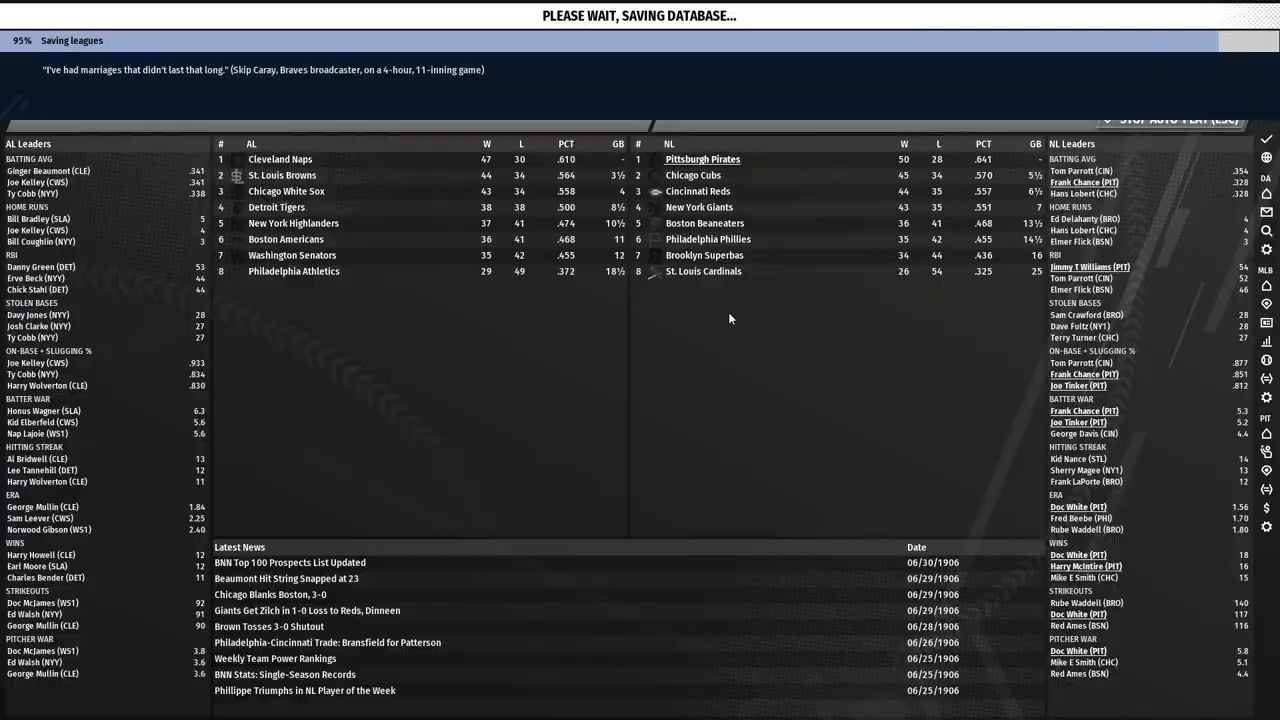 PLEASE WAIT, SAVING DATABASE...
95% Saving leagues
"I've had marriages that didn't last that long." (Skip Caray, Braves broadcaster, on a 4-hour, 11-inning game)
STOP AUTO-PLAY (ESC)
AL Leaders
BATTING AVG
Ginger Beaumont (CLE) .341
Joe Kelley (CWS) .341
Ty Cobb (NYY) .338
HOME RUNS
Bill Bradley (SLA) 5
Joe Kelley (CWS) 4
Bill Coughlin (NYY) 3
RBI
Danny Green (DET) 53
Erve Beck (NYY) 44
Chick Stahl (DET) 44
STOLEN BASES
Davy Jones (NYY) 28
Josh Clarke (NYY) 27
Ty Cobb (NYY) 27
ON-BASE + SLUGGING %
Joe Kelley (CWS) .933
Ty Cobb (NYY) .834
Harry Wolverton (CLE) .830
BATTER WAR
Honus Wagner (SLA) 6.3
Kid Elberfeld (CWS) 5.6
Nap Lajoie (WS1) 5.6
HITTING STREAK
Al Bridwell (CLE) 13
Lee Tannehill (DET) 12
Harry Wolverton (CLE) 11
ERA
George Mullin (CLE) 1.84
Sam Leever (CWS) 2.25
Norwood Gibson (WS1) 2.40
WINS
Harry Howell (CLE) 12
Earl Moore (SLA) 12
Charles Bender (DET) 11
STRIKEOUTS
Doc McJames (WS1) 92
Ed Walsh (NYY) 91
George Mullin (CLE) 90
PITCHER WAR
Doc McJames (WS1) 3.8
Ed Walsh (NYY) 3.6
George Mullin (CLE) 3.6
# AL W L PCT GB
1 Cleveland Naps 47 30 .610 -
2 St. Louis Browns 44 34 .564 3½
3 Chicago White Sox 43 34 .558 4
4 Detroit Tigers 38 38 .500 8½
5 New York Highlanders 37 41 .474 10½
6 Boston Americans 36 41 .468 11
7 Washington Senators 35 42 .455 12
8 Philadelphia Athletics 29 49 .372 18½
# NL W L PCT GB
1 Pittsburgh Pirates 50 28 .641 -
2 Chicago Cubs 45 34 .570 5½
3 Cincinnati Reds 44 35 .557 6½
4 New York Giants 43 35 .551 7
5 Boston Beaneaters 36 41 .468 13½
6 Philadelphia Phillies 35 42 .455 14½
7 Brooklyn Superbas 34 44 .436 16
8 St. Louis Cardinals 26 54 .325 25
Latest News Date
BNN Top 100 Prospects List Updated 06/30/1906
Beaumont Hit String Snapped at 23 06/29/1906
Chicago Blanks Boston, 3-0 06/29/1906
Giants Get Zilch in 1-0 Loss to Reds, Dinneen 06/29/1906
Brown Tosses 3-0 Shutout 06/28/1906
Philadelphia-Cincinnati Trade: Bransfield for Patterson 06/26/1906
Weekly Team Power Rankings 06/25/1906
BNN Stats: Single-Season Records 06/25/1906
Phillippe Triumphs in NL Player of the Week 06/25/1906
NL Leaders
BATTING AVG
Tom Parrott (CIN) .354
Frank Chance (PIT) .328
Hans Lobert (CHC) .328
HOME RUNS
Ed Delahanty (BRO) 4
Hans Lobert (CHC) 4
Elmer Flick (BSN) 3
RBI
Jimmy T Williams (PIT) 54
Tom Parrott (CIN) 52
Elmer Flick (BSN) 46
STOLEN BASES
Sam Crawford (BRO) 28
Dave Fultz (NY1) 28
Terry Turner (CHC) 27
ON-BASE + SLUGGING %
Tom Parrott (CIN) .877
Frank Chance (PIT) .851
Joe Tinker (PIT) .812
BATTER WAR
Frank Chance (PIT) 5.3
Joe Tinker (PIT) 5.2
George Davis (CIN) 4.4
HITTING STREAK
Kid Nance (STL) 14
Sherry Magee (NY1) 13
Frank LaPorte (BRO) 12
ERA
Doc White (PIT) 1.56
Fred Beebe (PHI) 1.70
Rube Waddell (BRO) 1.80
WINS
Doc White (PIT) 18
Harry McIntire (PIT) 16
Mike E Smith (CHC) 15
STRIKEOUTS
Rube Waddell (BRO) 140
Doc White (PIT) 117
Red Ames (BSN) 116
PITCHER WAR
Doc White (PIT) 5.8
Mike E Smith (CHC) 5.1
Red Ames (BSN) 4.4
DA
MLB
PIT